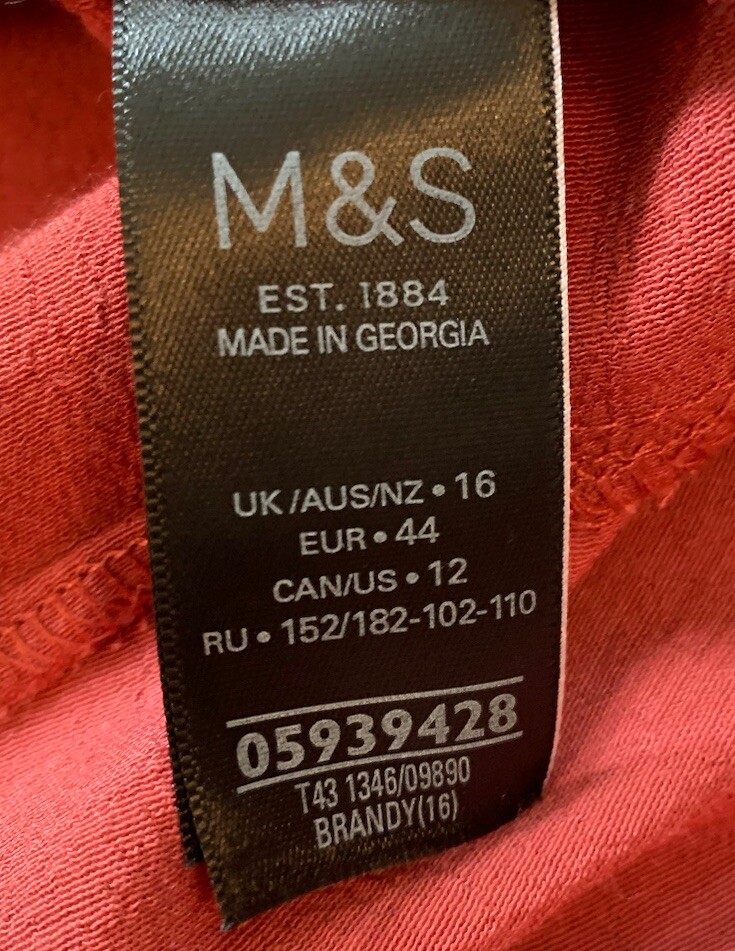 M&S
EST. 1884
MADE IN GEORGIA
UK/AUS/NZ • 16
EUR • 44
CAN/US • 12
RU • 152/182-102-110
05939428
T43 1346/09890
BRANDY(16)